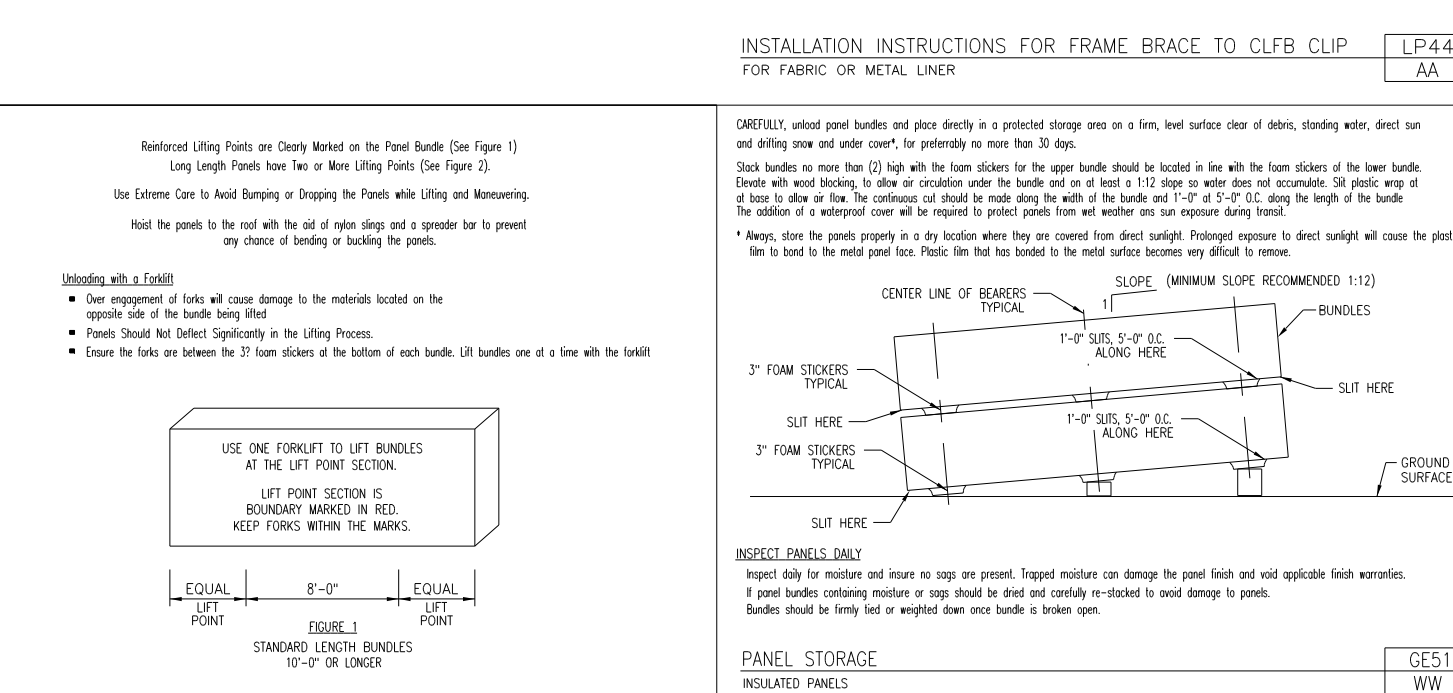 INSTALLATION INSTRUCTIONS FOR FRAME BRACE TO CLFB CLIP
FOR FABRIC OR METAL LINER
LP44
AA
Reinforced Lifting Points are Clearly Marked on the Panel Bundle (See Figure 1)
Long Length Panels have Two or More Lifting Points (See Figure 2).
Use Extreme Care to Avoid Bumping or Dropping the Panels while Lifting and Maneuvering.
Hoist the panels to the roof with the aid of nylon slings and a spreader bar to prevent
any chance of bending or buckling the panels.
Unloading with a Forklift
Over engagement of forks will cause damage to the materials located on the
opposite side of the bundle being lifted
Panels Should Not Deflect Significantly in the Lifting Process.
Ensure the forks are between the 3? foam stickers at the bottom of each bundle. Lift bundles one at a time with the forklift
USE ONE FORKLIFT TO LIFT BUNDLES
AT THE LIFT POINT SECTION.
LIFT POINT SECTION IS
BOUNDARY MARKED IN RED.
KEEP FORKS WITHIN THE MARKS.
EQUAL
8'-0"
EQUAL
LIFT
POINT
LIFT
POINT
FIGURE 1
STANDARD LENGTH BUNDLES
10'-0" OR LONGER
CAREFULLY, unload panel bundles and place directly in a protected storage area on a firm, level surface clear of debris, standing water, direct sun
and drifting snow and under cover*, for preferrably no more than 30 days.
Stack bundles no more than (2) high with the foam stickers for the upper bundle should be located in line with the foam stickers of the lower bundle.
Elevate with wood blocking, to allow air circulation under the bundle and on at least a 1:12 slope so water does not accumulate. Slit plastic wrap at
at base to allow air flow. The continuous cut should be made along the width of the bundle and 1'-0" at 5'-0" O.C. along the length of the bundle
The addition of a waterproof cover will be required to protect panels from wet weather ans sun exposure during transit.
* Always, store the panels properly in a dry location where they are covered from direct sunlight. Prolonged exposure to direct sunlight will cause the plast
film to bond to the metal panel face. Plastic film that has bonded to the metal surface becomes very difficult to remove.
SLOPE (MINIMUM SLOPE RECOMMENDED 1:12)
1
CENTER LINE OF BEARERS
TYPICAL
BUNDLES
1'-0" SLITS, 5'-0" O.C.
ALONG HERE
3" FOAM STICKERS
TYPICAL
SLIT HERE
SLIT HERE
1'-0" SLITS, 5'-0" O.C.
ALONG HERE
3" FOAM STICKERS
TYPICAL
GROUND
SURFACE
SLIT HERE
INSPECT PANELS DAILY
Inspect daily for moisture and insure no sags are present. Trapped moisture can damage the panel finish and void applicable finish warranties.
If panel bundles containing moisture or sags should be dried and carefully re-stacked to avoid damage to panels.
Bundles should be firmly tied or weighted down once bundle is broken open.
PANEL STORAGE
INSULATED PANELS
GE51
WW